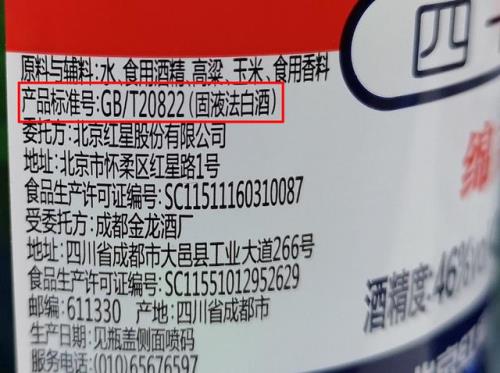 四
原料与辅料:水、食用酒精、高粱、玉米、食用香料
产品标准号:GB/T20822(固液法白酒)
委托方:北京红星股份有限公司
地址:北京市怀柔区红星路1号
食品生产许可证编号:SC11511160310087
受委托方:成都金龙酒厂
地址:四川省成都市大邑县工业大道266号
食品生产许可证编号:SC11551012952629
邮编:611330 产地:四川省成都市
生产日期:见瓶盖侧面喷码
服务电话:(010)65676597
绵
酒精度:46%vo